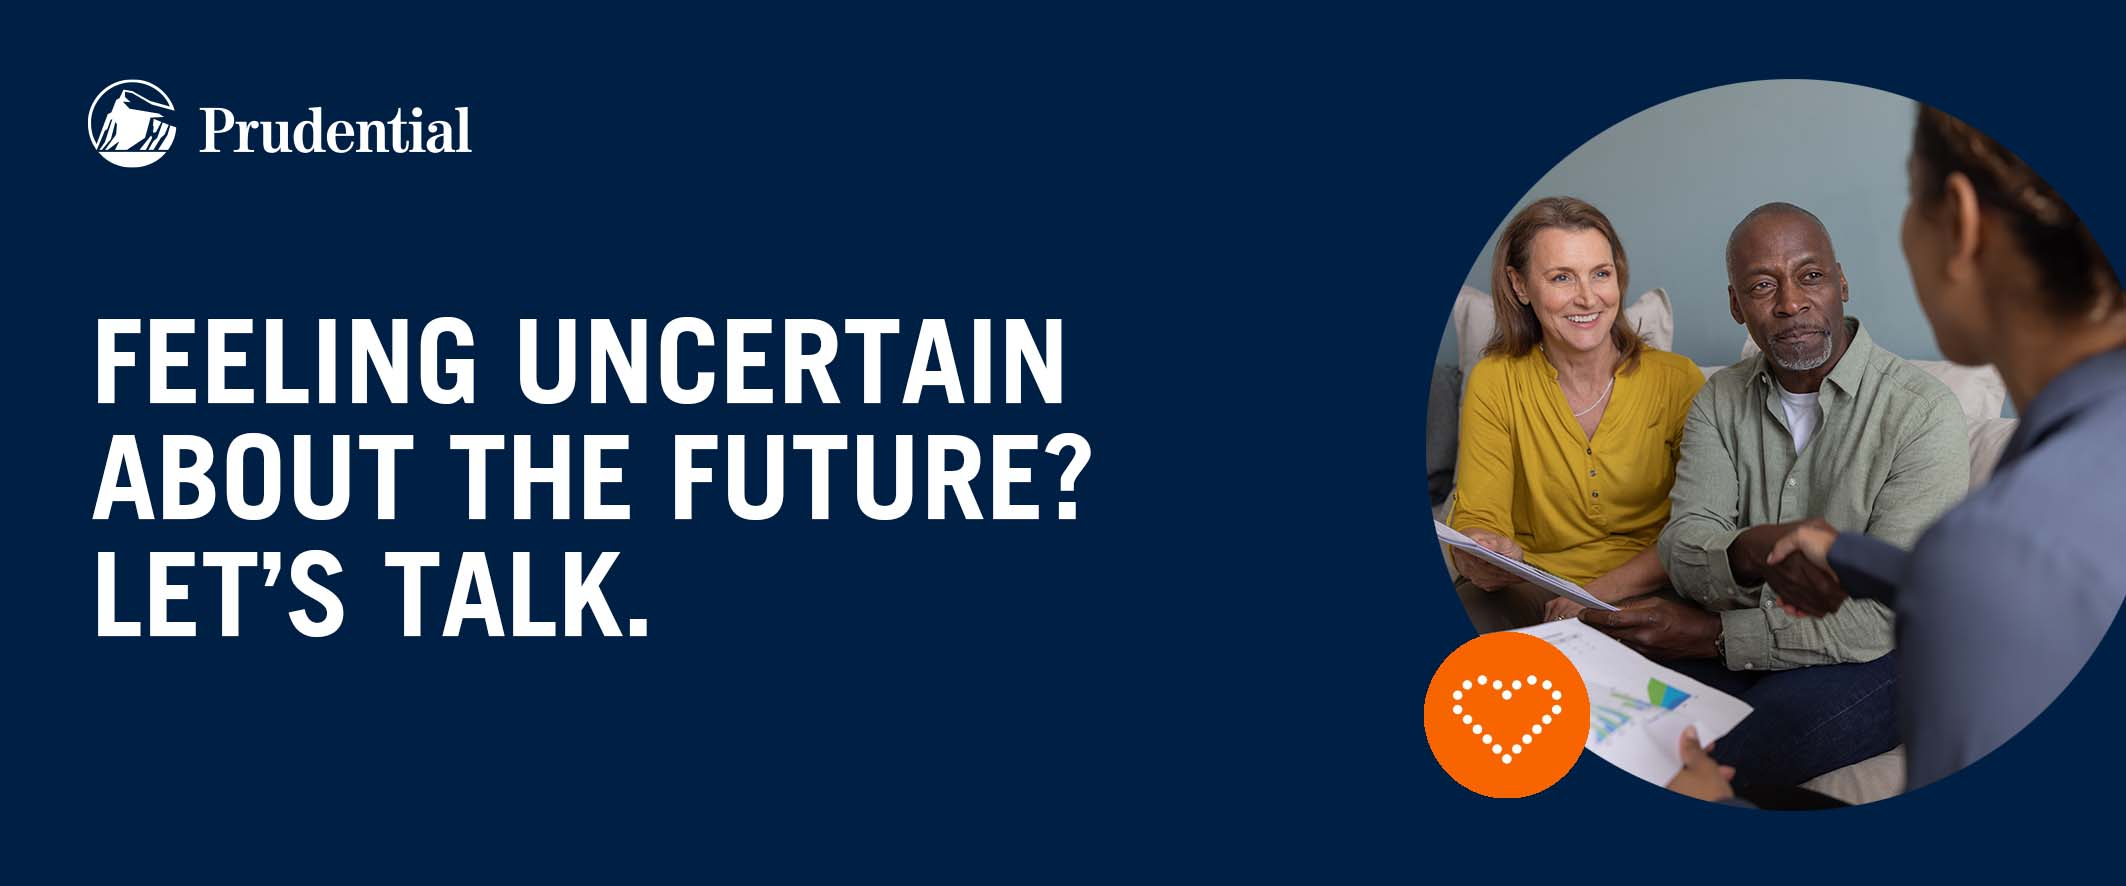 Prudential
FEELING UNCERTAIN
ABOUT THE FUTURE?
LET’S TALK.